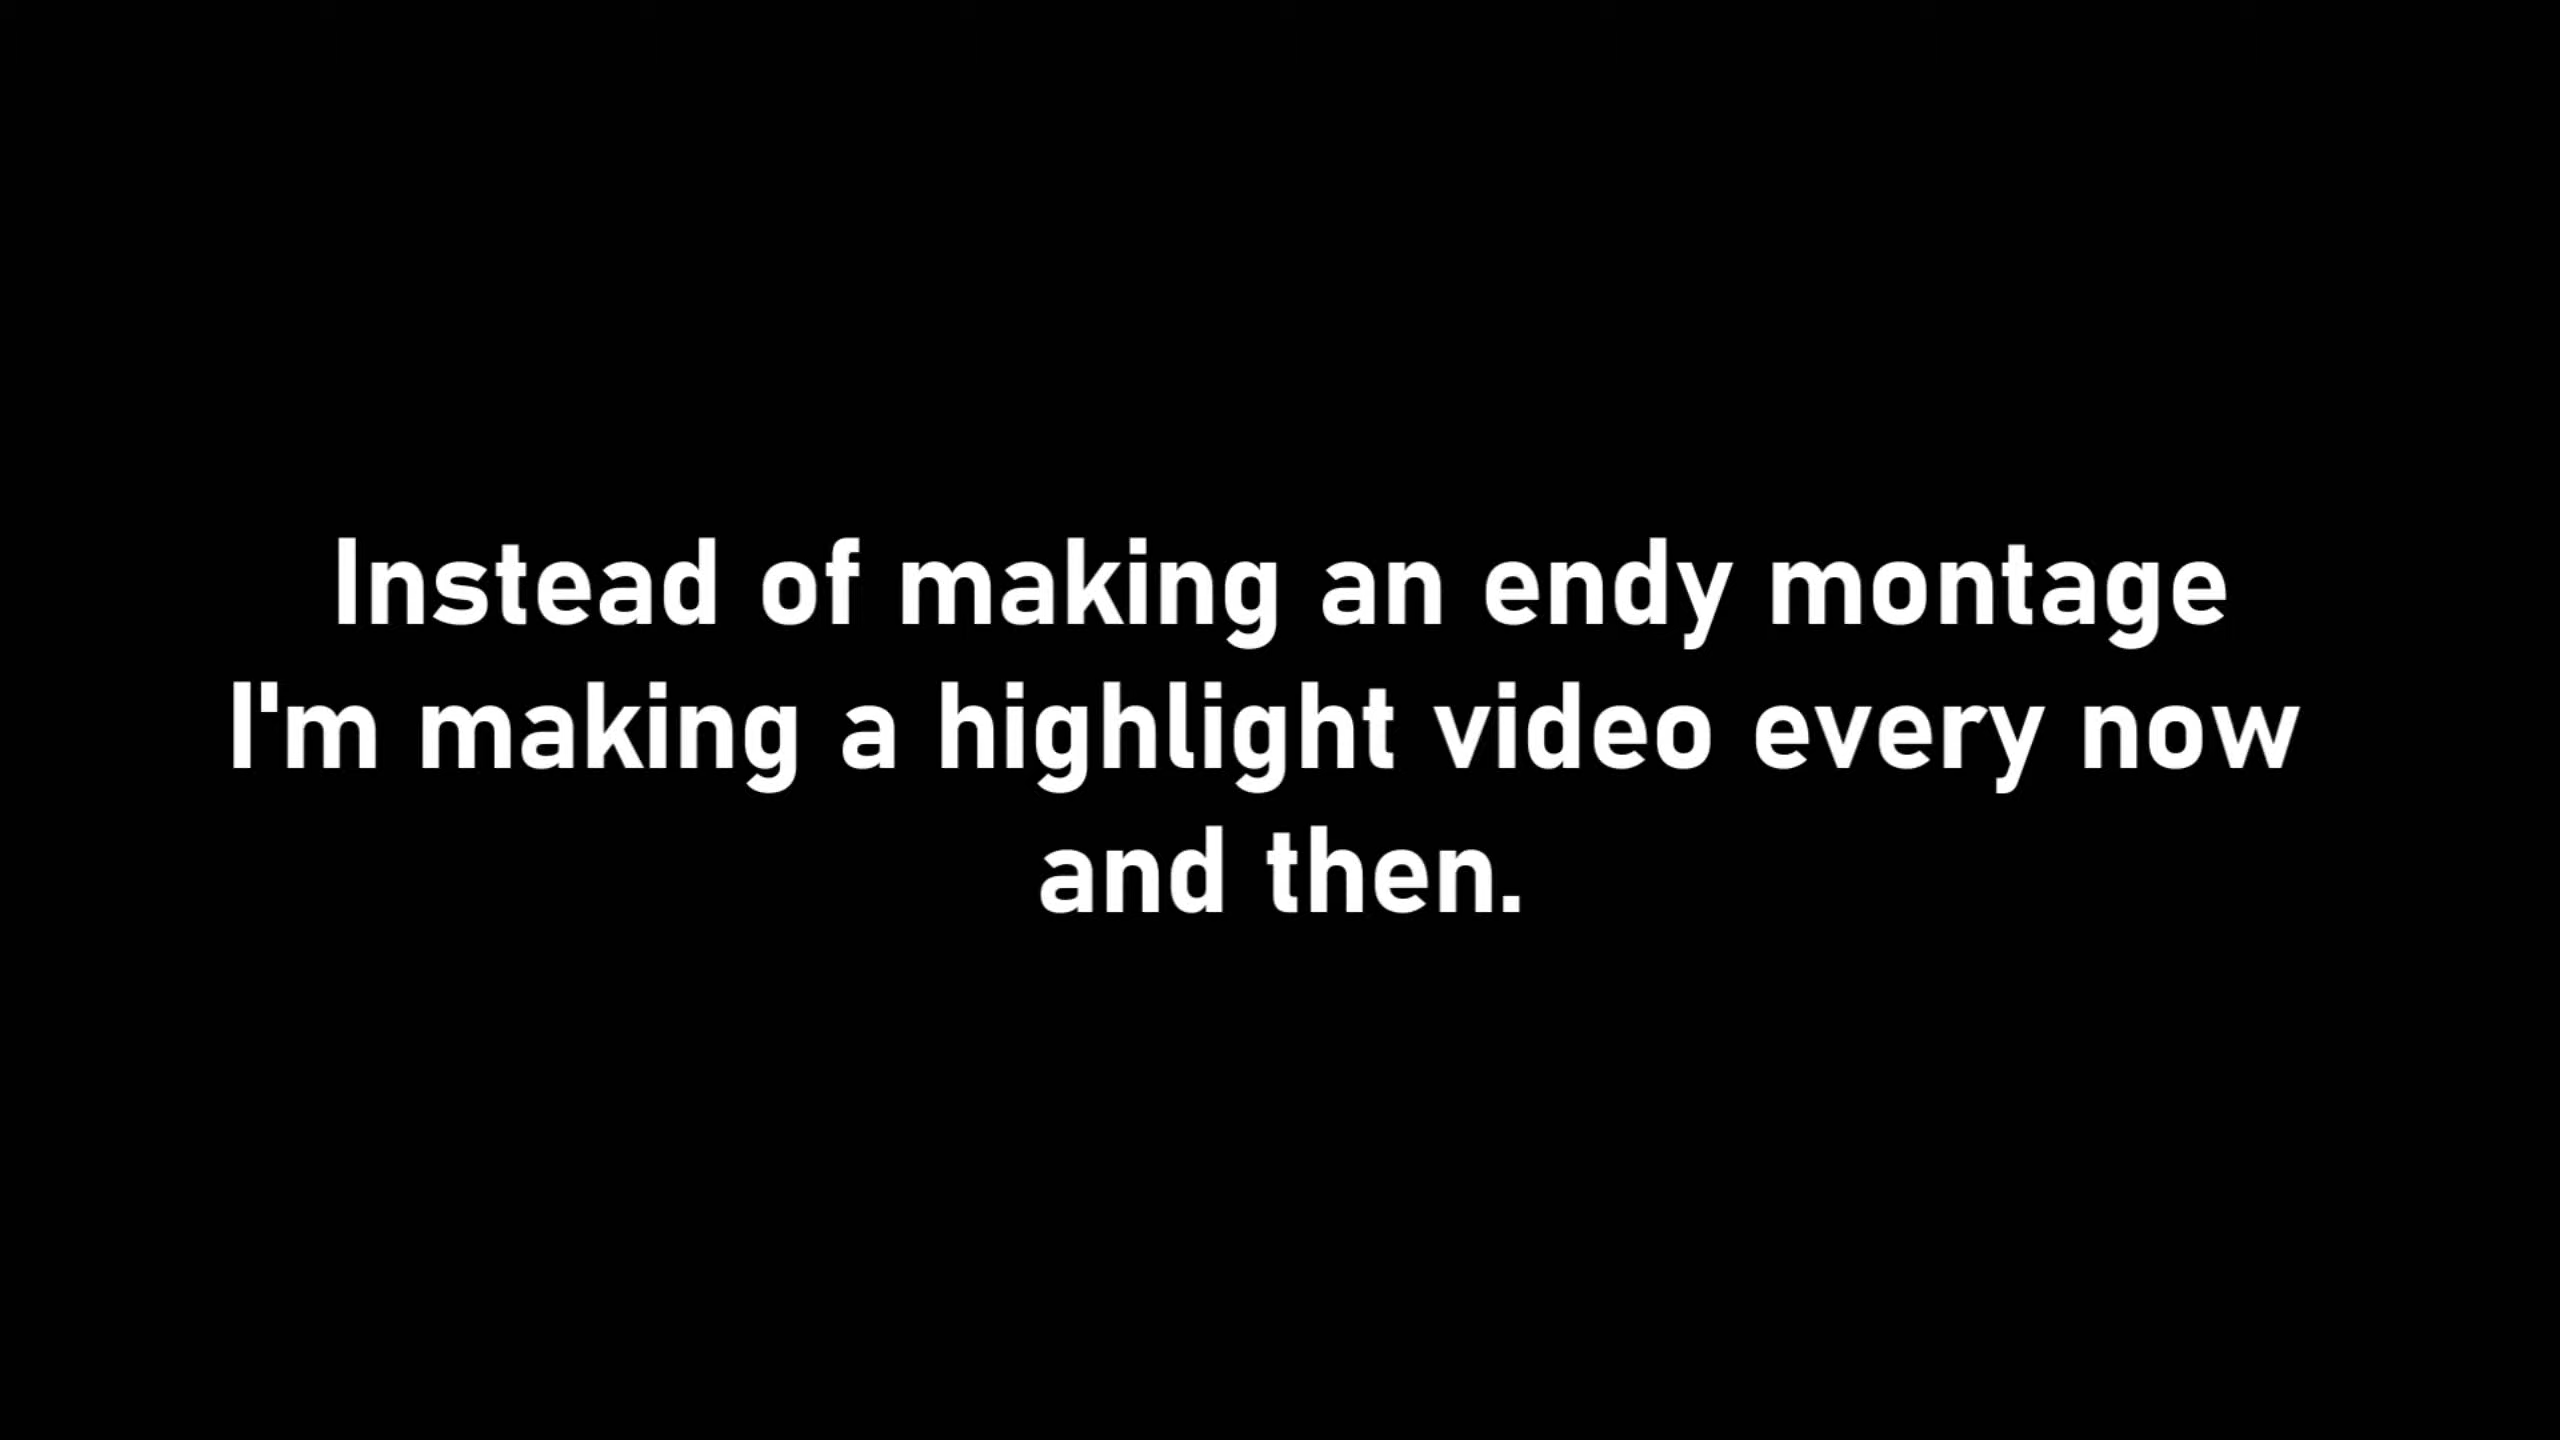 Instead of making an endy montage
I'm making a highlight video every now
and then.